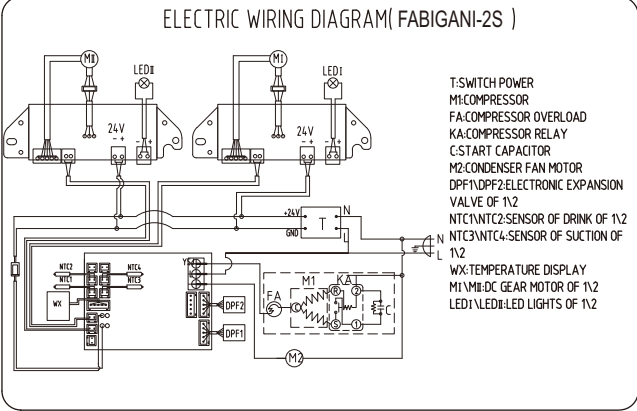 ELECTRIC WIRING DIAGRAM( FABIGANI-2S )
MⅡ
LEDⅡ
24V
- +
- +
MⅠ
LEDⅠ
24V
- +
- +
T:SWITCH POWER
M1:COMPRESSOR
FA:COMPRESSOR OVERLOAD
KA:COMPRESSOR RELAY
C:START CAPACITOR
M2:CONDENSER FAN MOTOR
DPF1\DPF2:ELECTRONIC EXPANSION
VALVE OF 1\2
NTC1\NTC2:SENSOR OF DRINK OF 1\2
NTC3\NTC4:SENSOR OF SUCTION OF
1\2
WX:TEMPERATURE DISPLAY
MⅠ\MⅡ:DC GEAR MOTOR OF 1\2
LEDⅠ\LEDⅡ:LED LIGHTS OF 1\2
+24V
GND
T
N
L
N
L
NTC2
NTC4
NTC1
NTC3
WX
DPF2
DPF1
FA
M1
C
KA1
R
2
S
1
C
M2